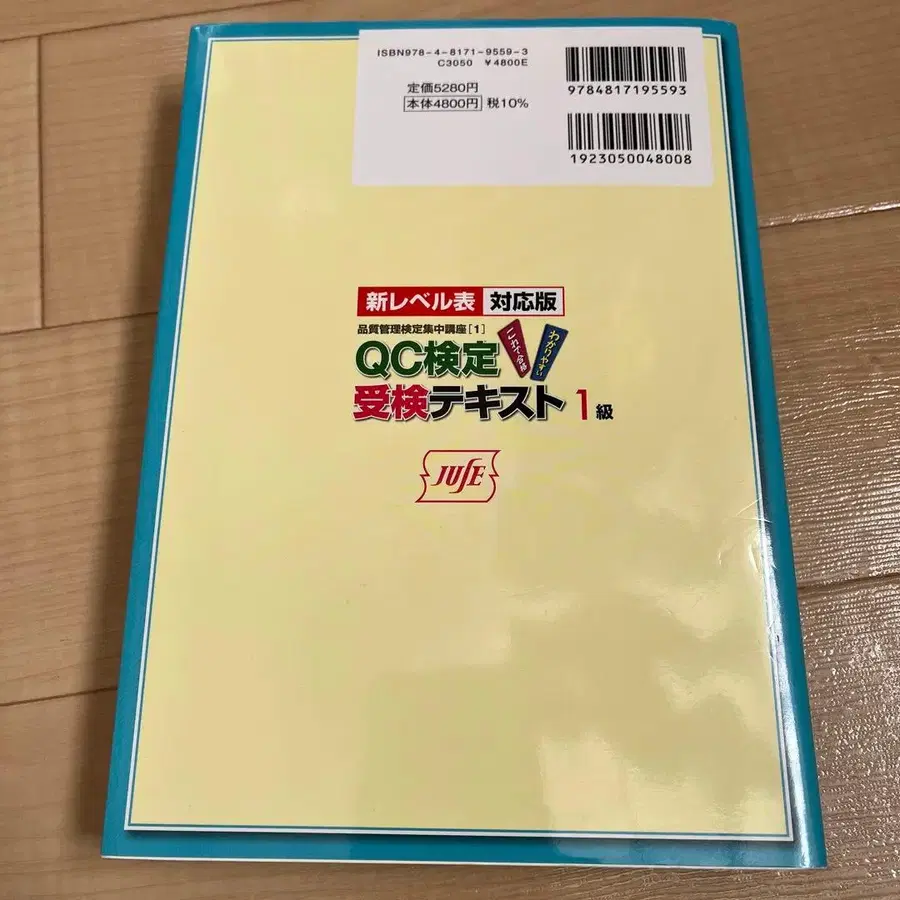 ISBN978-4-8171-9559-3
C3050 ¥4800E
定価5280円
本体4800円 税10%
9784817195593
1923050048008
新レベル表 対応版
品質管理検定集中講座[1]
QC検定
これで合格
わかりやすい
受検テキスト 1級
JUSE